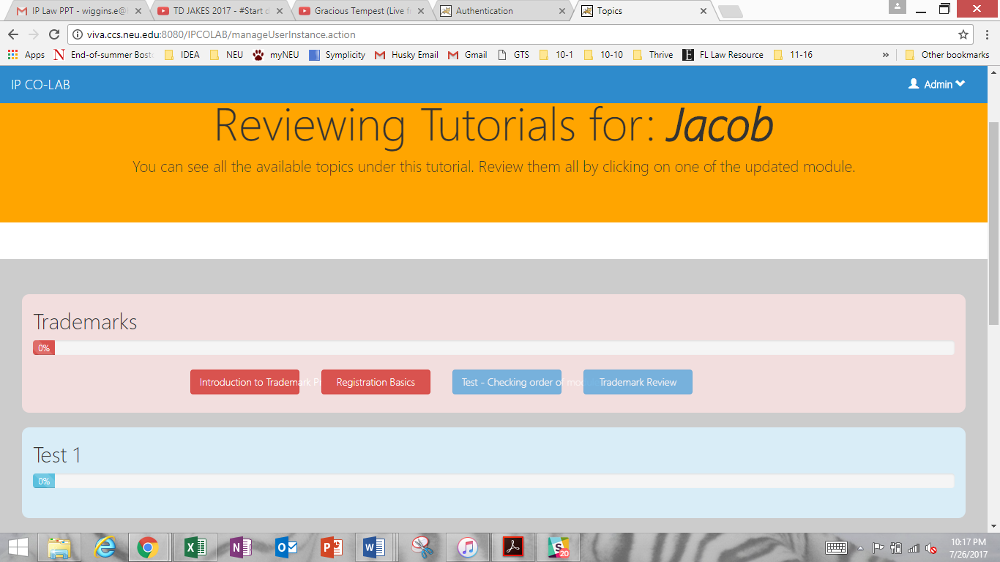 IP Law PPT - wiggins.e@
TD JAKES 2017 - #Start d
Gracious Tempest (Live f
Authentication
Topics
viva.ccs.neu.edu:8080/IPCOLAB/manageUserInstance.action
Apps
End-of-summer Bost
IDEA
NEU
myNEU
Symplicity
Husky Email
Gmail
GTS
10-1
10-10
Thrive
FL Law Resource
11-16
»
Other bookmarks
IP CO-LAB
Admin
Reviewing Tutorials for: Jacob
You can see all the available topics under this tutorial. Review them all by clicking on one of the updated module.
Trademarks
0%
Introduction to Trademark P
Registration Basics
Test - Checking order of mod
Trademark Review
Test 1
0%
20
10:17 PM
7/26/2017